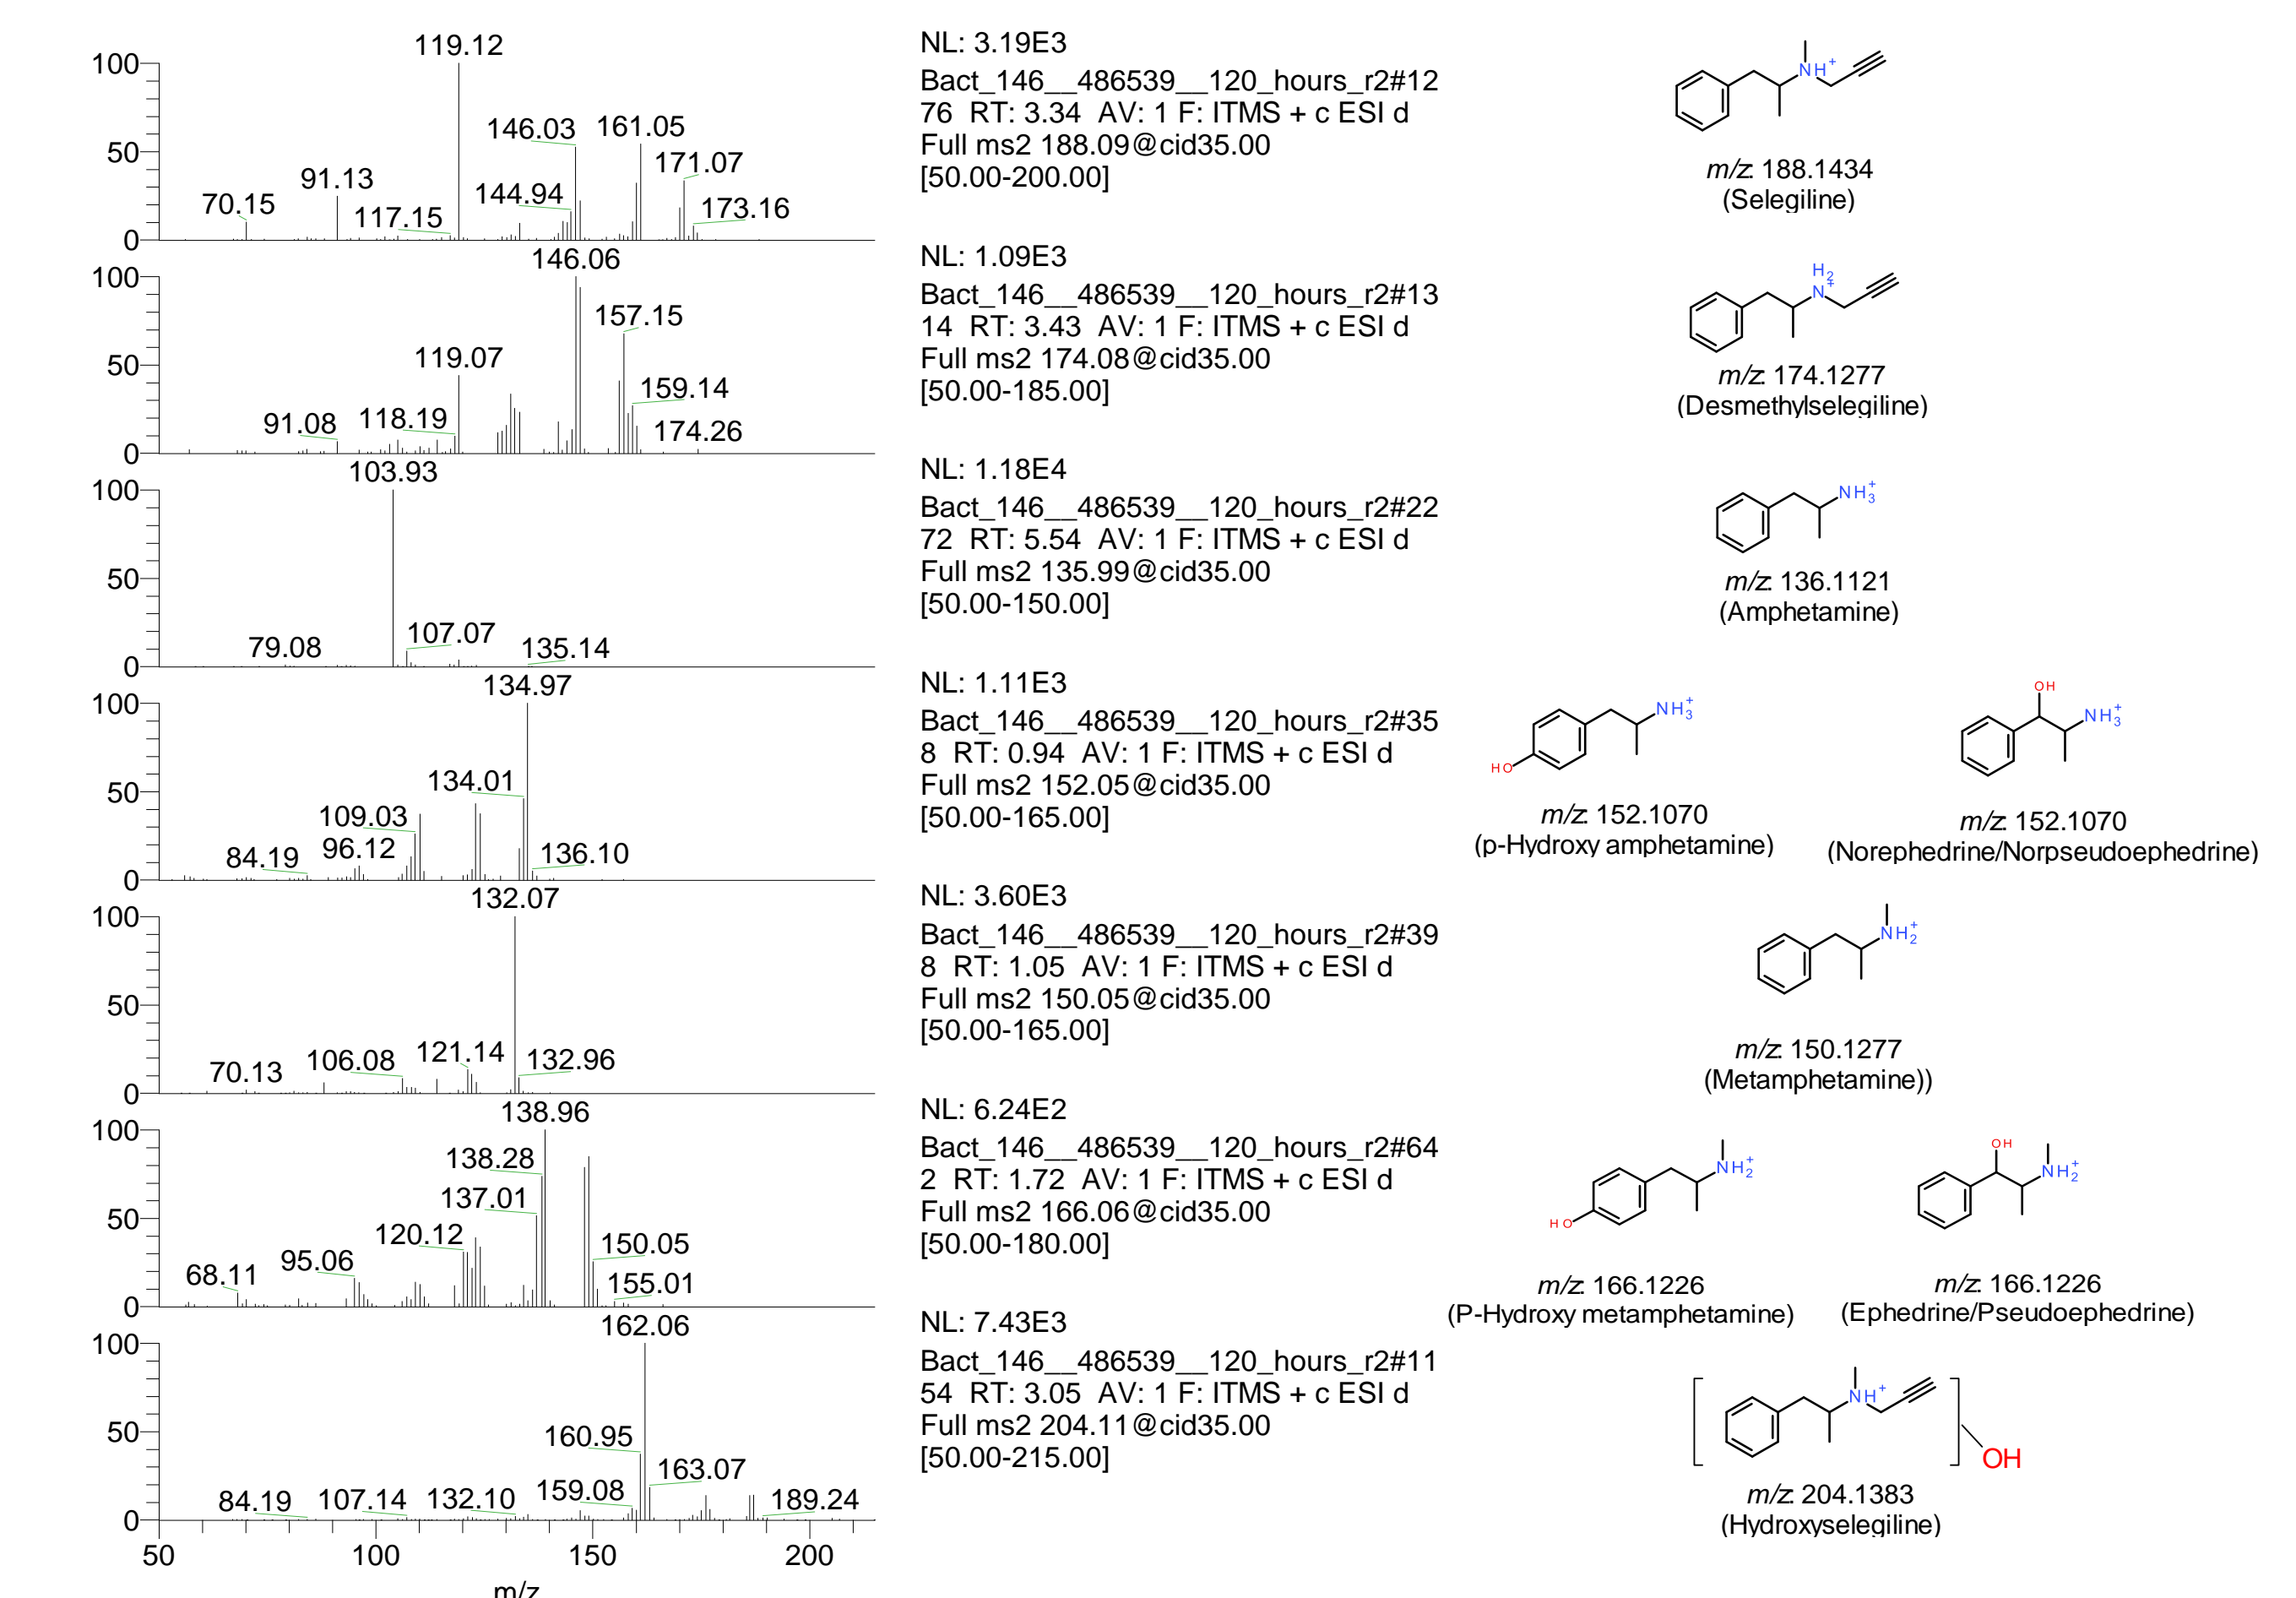 119.12
100
146.03 161.05
50
171.07
91.13
144.94
70.15
117.15
173.16
0
NL: 3.19E3
Bact_146__486539__120_hours_r2#12
76 RT: 3.34 AV: 1 F: ITMS + c ESI d
Full ms2 188.09@cid35.00
[50.00-200.00]
NH+
m/z: 188.1434
(Selegiline)
146.06
100
157.15
119.07
50
159.14
91.08 118.19
174.26
0
NL: 1.09E3
Bact_146__486539__120_hours_r2#13
14 RT: 3.43 AV: 1 F: ITMS + c ESI d
Full ms2 174.08@cid35.00
[50.00-185.00]
H2
N+
m/z: 174.1277
(Desmethylselegiline)
103.93
100
50
107.07
79.08
135.14
0
NL: 1.18E4
Bact_146__486539__120_hours_r2#22
72 RT: 5.54 AV: 1 F: ITMS + c ESI d
Full ms2 135.99@cid35.00
[50.00-150.00]
NH3+
m/z: 136.1121
(Amphetamine)
134.97
100
134.01
50
109.03
96.12
84.19
136.10
0
NL: 1.11E3
Bact_146__486539__120_hours_r2#35
8 RT: 0.94 AV: 1 F: ITMS + c ESI d
Full ms2 152.05@cid35.00
[50.00-165.00]
NH3+
HO
m/z: 152.1070
(p-Hydroxy amphetamine)
OH
NH3+
m/z: 152.1070
(Norephedrine/Norpseudoephedrine)
132.07
100
50
121.14
106.08
132.96
70.13
0
NL: 3.60E3
Bact_146__486539__120_hours_r2#39
8 RT: 1.05 AV: 1 F: ITMS + c ESI d
Full ms2 150.05@cid35.00
[50.00-165.00]
NH2+
m/z: 150.1277
(Metamphetamine))
138.96
100
138.28
137.01
50
120.12
150.05
95.06
68.11
155.01
0
NL: 6.24E2
Bact_146__486539__120_hours_r2#64
2 RT: 1.72 AV: 1 F: ITMS + c ESI d
Full ms2 166.06@cid35.00
[50.00-180.00]
NH2+
HO
m/z: 166.1226
(P-Hydroxy metamphetamine)
OH
NH2+
m/z: 166.1226
(Ephedrine/Pseudoephedrine)
162.06
100
50
160.95
163.07
159.08
84.19 107.14 132.10
189.24
0
50 100 150 200
m/z
NL: 7.43E3
Bact_146__486539__120_hours_r2#11
54 RT: 3.05 AV: 1 F: ITMS + c ESI d
Full ms2 204.11@cid35.00
[50.00-215.00]
NH+
OH
m/z: 204.1383
(Hydroxyselegiline)